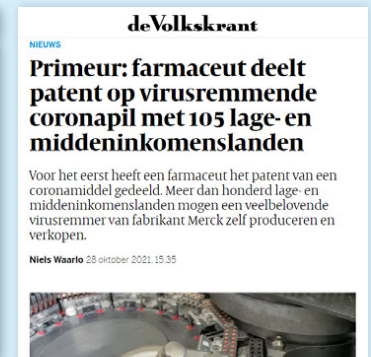 de Volkskrant
NIEUWS
Primeur: farmaceut deelt
patent op virusremmende
coronapil met 105 lage- en
middeninkomenslanden
Voor het eerst heeft een farmaceut het patent van een
coronamiddel gedeeld. Meer dan honderd lage- en
middeninkomenslanden mogen een veelbelovende
virusremmer van fabrikant Merck zelf produceren en
verkopen.
Niels Waarlo 28 oktober 2021, 15:35